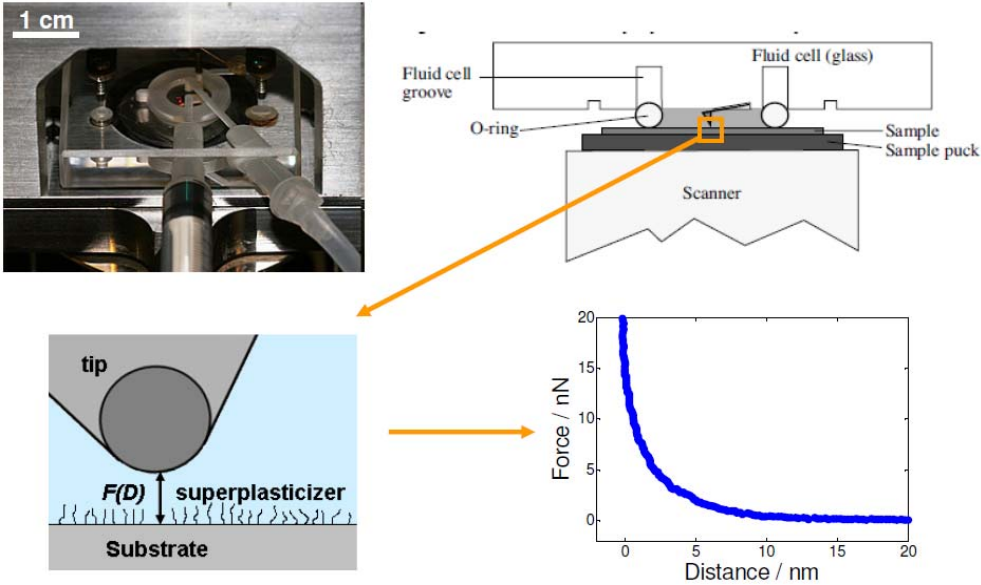 1 cm
Fluid cell
groove
Fluid cell (glass)
O-ring
Sample
Sample puck
Scanner
tip
F(D)
superplasticizer
Substrate
Force / nN
20
15
10
5
0
0
5
10
15
20
Distance / nm